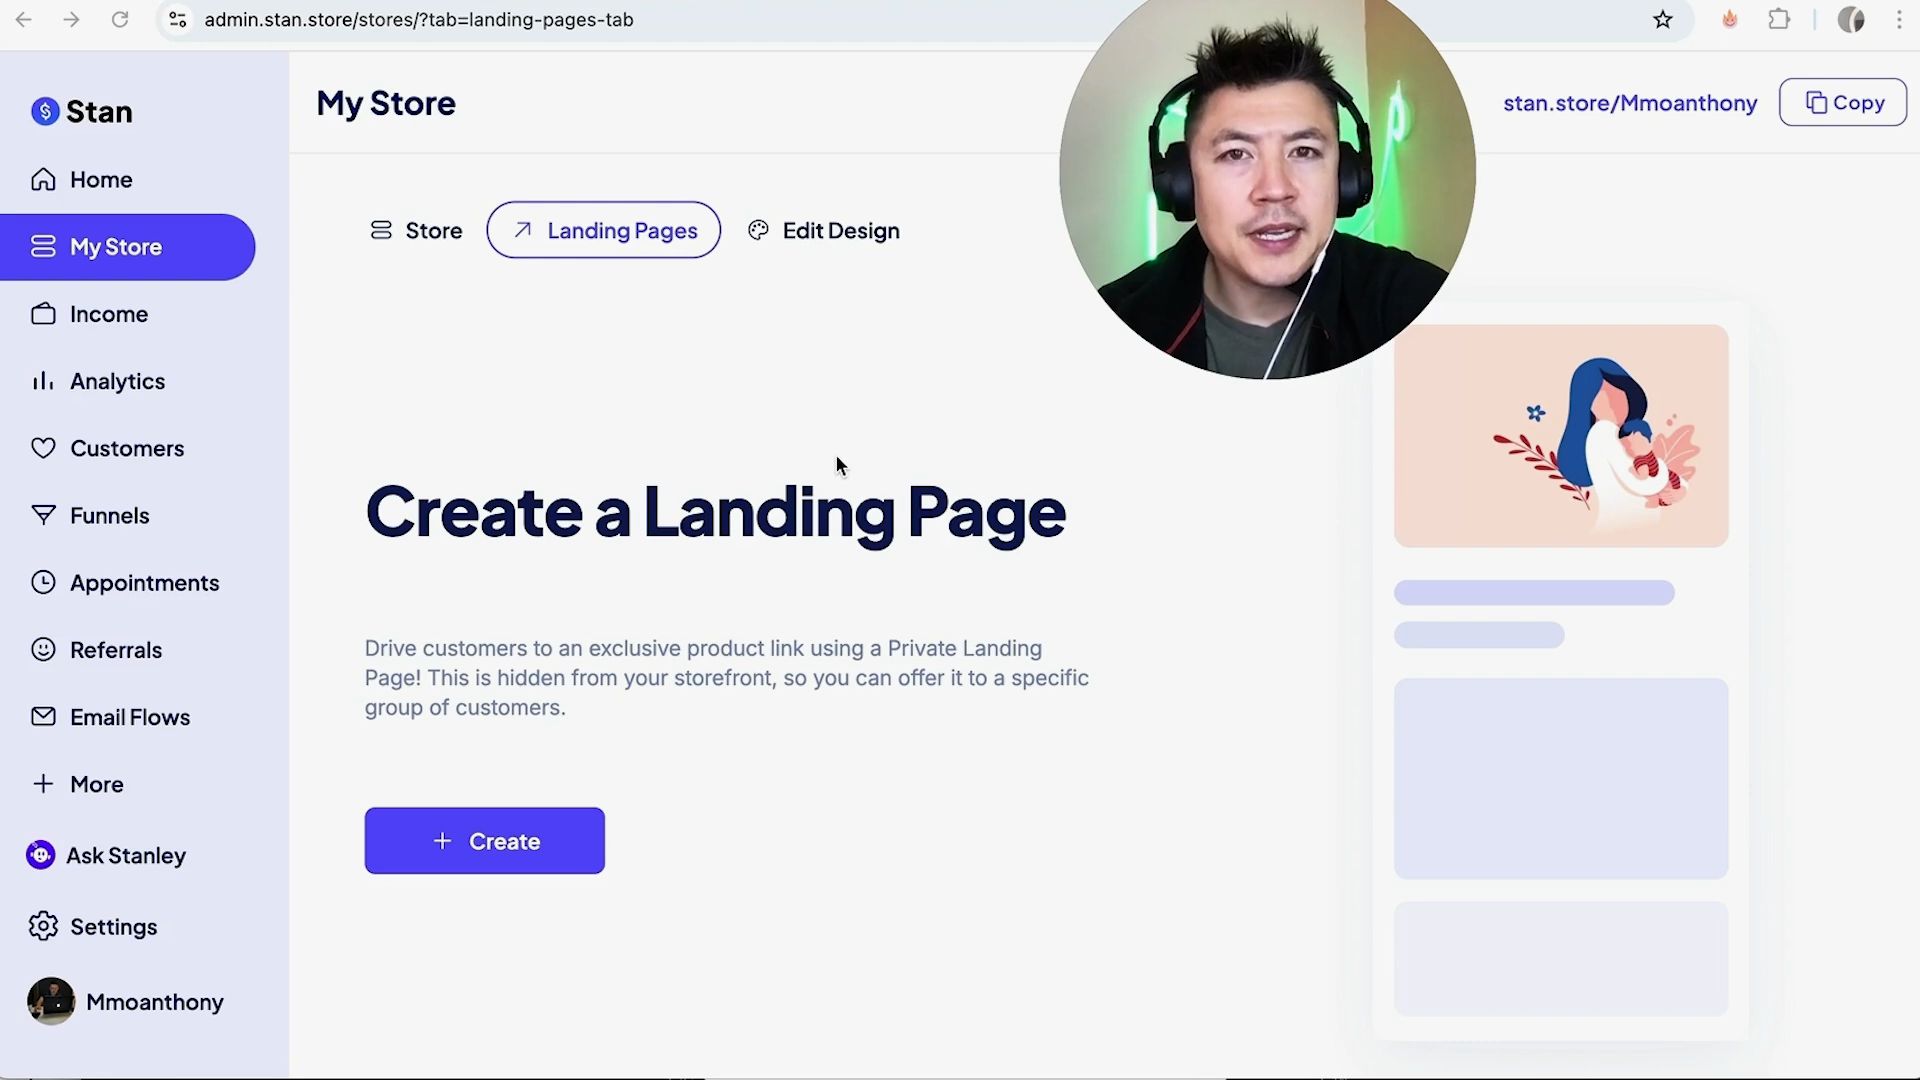 admin.stan.store/stores/?tab=landing-pages-tab
Stan
My Store
stan.store/Mmoanthony
Copy
Home
My Store
Income
Analytics
Customers
Funnels
Appointments
Referrals
Email Flows
More
Ask Stanley
Settings
Mmoanthony
Store
Landing Pages
Edit Design
Create a Landing Page
Drive customers to an exclusive product link using a Private Landing
Page! This is hidden from your storefront, so you can offer it to a specific
group of customers.
Create